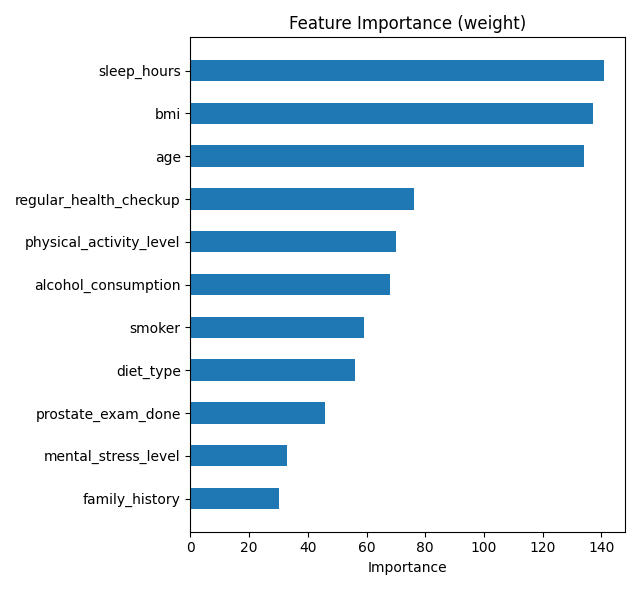 Feature Importance (weight)
sleep_hours
bmi
age
regular_health_checkup
physical_activity_level
alcohol_consumption
smoker
diet_type
prostate_exam_done
mental_stress_level
family_history
0 20 40 60 80 100 120 140
Importance